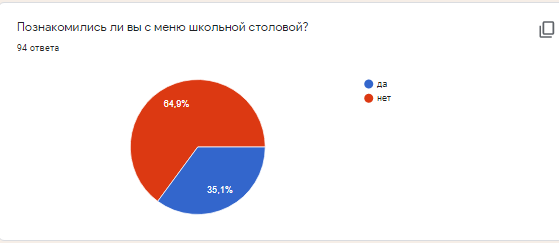 Познакомились ли вы с меню школьной столовой?
94 ответа
да
нет
64,9%
35,1%